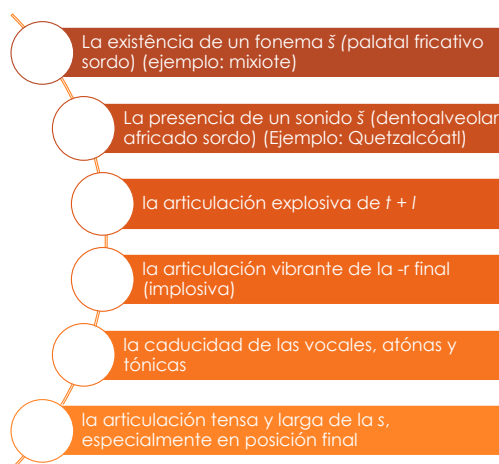 La existência de un fonema š (palatal fricativo
sordo) (ejemplo: mixiote)
La presencia de un sonido š (dentoalveolar
africado sordo) (Ejemplo: Quetzalcóatl)
la articulación explosiva de t + l
la articulación vibrante de la -r final
(implosiva)
la caducidad de las vocales, atónas y
tónicas
la articulación tensa y larga de la s,
especialmente en posición final